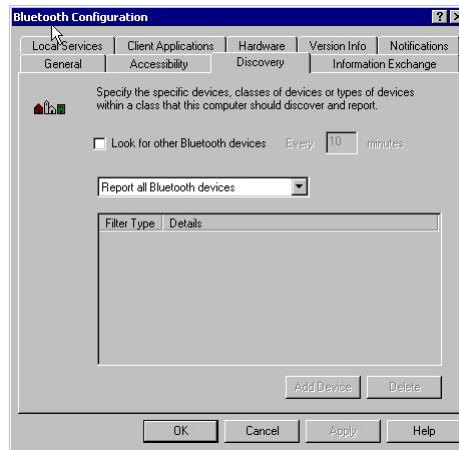 Bluetooth Configuration
Local Services Client Applications Hardware Version Info Notifications
General Accessibility Discovery Information Exchange
Specify the specific devices, classes of devices or types of devices
within a class that this computer should discover and report.
Look for other Bluetooth devices Every 10 minutes
Report all Bluetooth devices
Filter Type Details
Add Device Delete
OK Cancel Apply Help